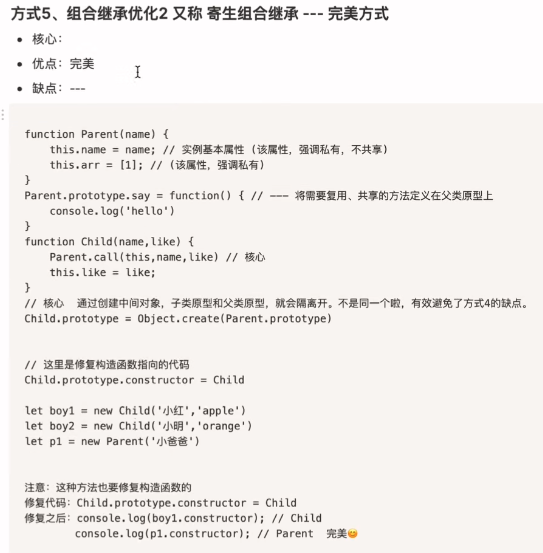 方式5、组合继承优化2 又称 寄生组合继承 --- 完美方式
• 核心：
• 优点：完美
• 缺点：---
function Parent(name) {
    this.name = name; // 实例基本属性 (该属性，强调私有，不共享)
    this.arr = [1]; // (该属性，强调私有)
}
Parent.prototype.say = function() { // --- 将需要复用、共享的方法定义在父类原型上
    console.log('hello')
}
function Child(name,like) {
    Parent.call(this,name,like) // 核心
    this.like = like;
}
// 核心  通过创建中间对象，子类原型和父类原型，就会隔离开。不是同一个啦，有效避免了方式4的缺点。
Child.prototype = Object.create(Parent.prototype)
// 这里是修复构造函数指向的代码
Child.prototype.constructor = Child
let boy1 = new Child('小红','apple')
let boy2 = new Child('小明','orange')
let p1 = new Parent('小爸爸')
注意：这种方法也要修复构造函数的
修复代码：Child.prototype.constructor = Child
修复之后：console.log(boy1.constructor); // Child
        console.log(p1.constructor); // Parent  完美😊